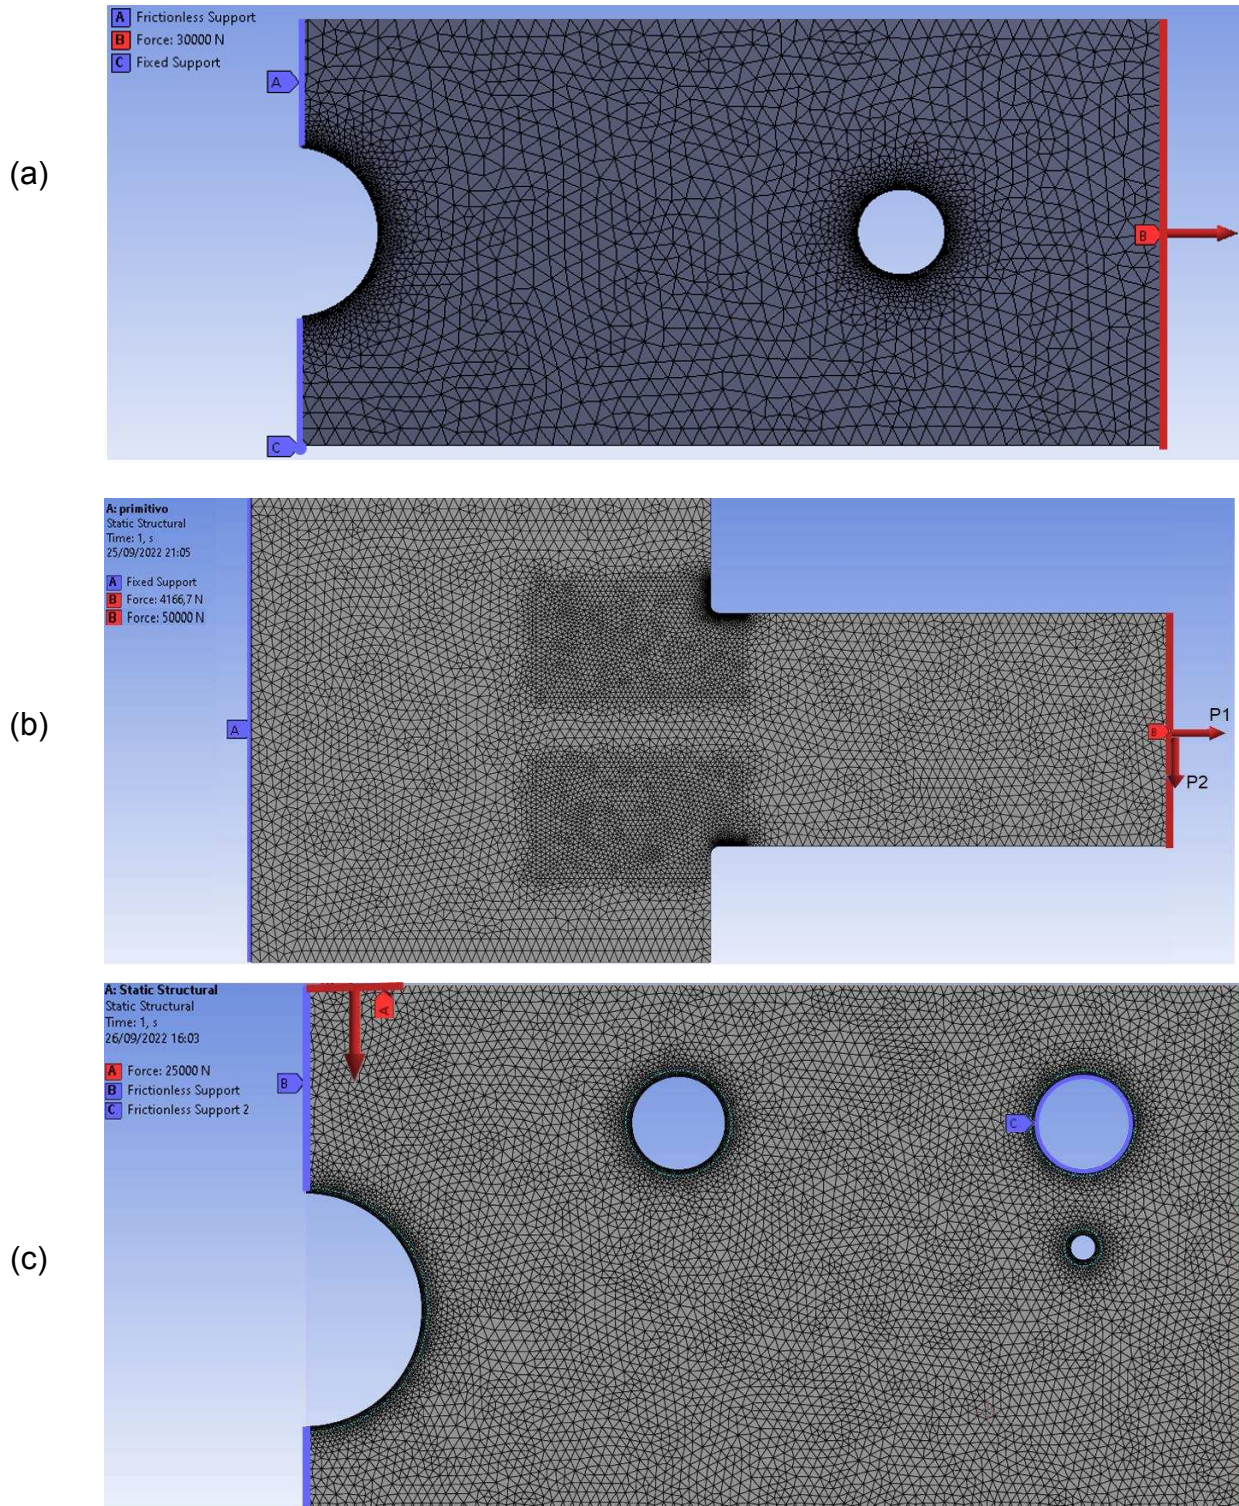 A Frictionless Support
B Force: 30000 N
C Fixed Support
A
(a)
B
C
A: primitivo
Static Structural
Time: 1, s
25/09/2022 21:05
A Fixed Support
B Force: 4166,7 N
B Force: 50000 N
(b)
A
B
P1
P2
A: Static Structural
Static Structural
Time: 1, s
26/09/2022 16:03
A Force: 25000 N
B Frictionless Support
C Frictionless Support 2
A
B
C
(c)